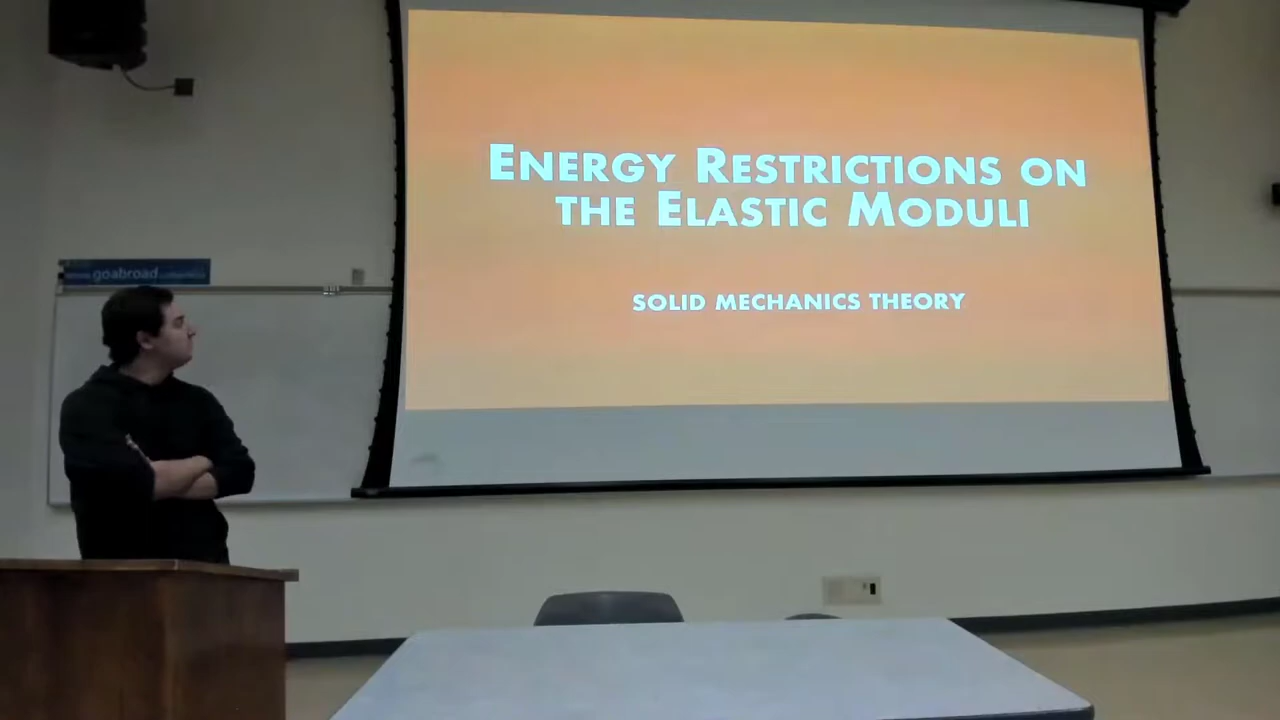 ENERGY RESTRICTIONS ON
THE ELASTIC MODULI
SOLID MECHANICS THEORY
goabroad